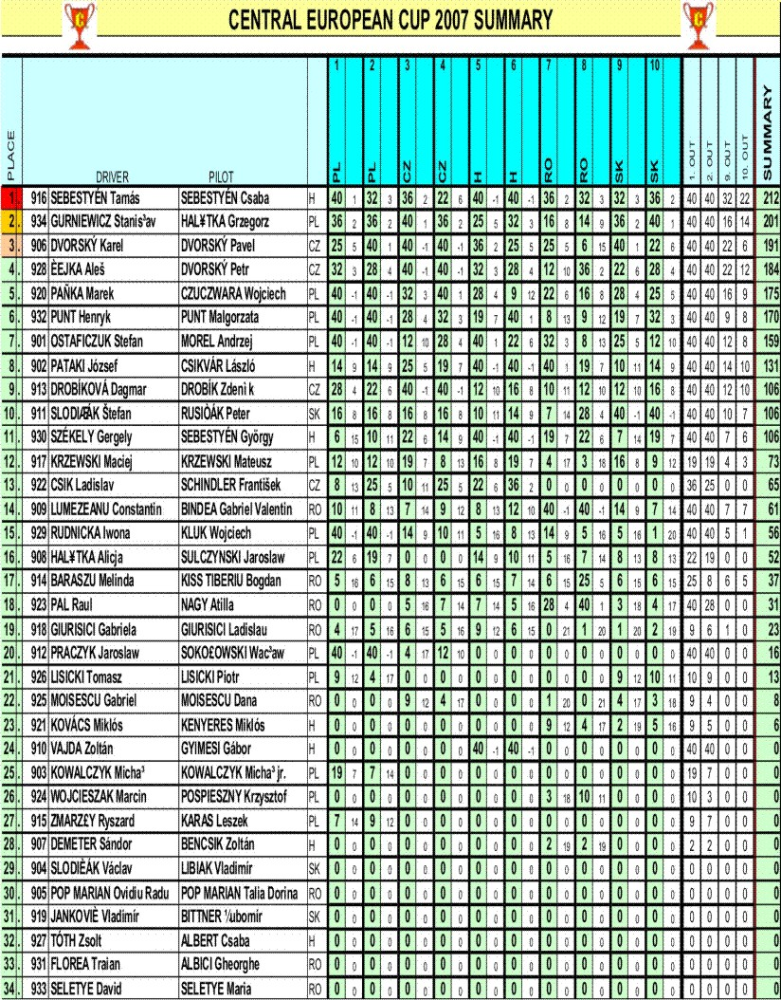 CENTRAL EUROPEAN CUP 2007 SUMMARY
PLACE DRIVER PILOT 1 PL 2 PL 3 CZ 4 CZ 5 H 6 H 7 RO 8 RO 9 SK 10 SK 1. OUT 2. OUT 9. OUT 10. OUT SUMMARY
1. 916 SEBESTYÉN Tamás SEBESTYÉN Csaba H 40 1 32 3 36 2 22 6 40 -1 40 -1 36 2 32 3 32 3 36 2 40 40 32 22 212
2. 934 GURNIEWICZ Stanis³av HAL¥TKA Grzegorz PL 36 2 36 2 40 1 36 2 25 5 32 3 16 8 14 9 36 2 40 1 40 40 16 14 201
3. 906 DVORSKÝ Karel DVORSKÝ Pavel CZ 25 5 40 1 40 -1 40 -1 36 2 25 5 25 5 6 15 40 1 22 6 40 40 22 6 191
4. 928 ÈEJKA Aleš DVORSKÝ Petr CZ 32 3 28 4 40 -1 40 -1 32 3 28 4 12 10 36 2 22 6 28 4 40 40 22 12 184
5. 920 PAÑKA Marek CZUCZWARA Wojciech PL 40 -1 40 -1 32 3 40 1 28 4 9 12 22 6 16 8 28 4 25 5 40 40 16 9 175
6. 932 PUNT Henryk PUNT Malgorzata PL 40 -1 40 -1 28 4 32 3 19 7 40 1 8 13 9 12 19 7 32 3 40 40 9 8 170
7. 901 OSTAFICZUK Stefan MOREL Andrzej PL 40 -1 40 -1 12 10 28 4 40 1 22 6 32 3 8 13 25 5 12 10 40 40 12 8 159
8. 902 PATAKI József CSIKVÁR László H 14 9 14 9 25 5 19 7 40 -1 40 -1 40 1 19 7 10 11 14 9 40 40 14 10 131
9. 913 DROBÍKOVÁ Dagmar DROBÍK Zdenì k CZ 28 4 22 6 40 -1 40 -1 12 10 16 8 10 11 12 10 12 10 16 8 40 40 12 10 106
10. 911 Štefan RUSIÒÁK Peter SK 16 8 16 8 16 8 16 8 10 11 14 9 7 14 28 4 40 -1 40 -1 40 40 10 7 106
11. 930 SZÉKELY Gergely SEBESTYÉN György H 6 15 10 11 22 6 14 9 40 -1 40 -1 19 7 22 6 7 14 19 7 40 40 7 6 106
12. 917 KRZEWSKI Maciej KRZEWSKI Mateusz PL 12 10 12 10 19 7 8 13 16 8 19 7 4 17 3 18 16 8 9 12 19 19 4 3 73
13. 922 CSIK Ladislav SCHINDLER František CZ 8 13 25 5 10 11 25 5 22 6 36 2 0 0 0 0 0 0 0 0 36 25 0 0 65
14. 909 LUMEZEANU Constantin BINDEA Gabriel Valentin RO 10 11 8 13 7 14 9 12 8 13 12 10 40 -1 40 -1 14 9 7 14 40 40 7 7 61
15. 929 RUDNICKA Iwona KLUK Wojciech PL 40 -1 40 -1 14 9 10 11 5 16 8 13 14 9 5 16 5 16 1 20 40 40 5 1 56
16. 908 HAL¥TKA Alicja SULCZYNSKI Jaroslaw PL 22 6 19 7 0 0 0 0 14 9 10 11 5 16 7 14 8 13 8 13 22 19 0 0 52
17. 914 BARASZU Melinda KISS TIBERIU Bogdan RO 5 16 6 15 8 13 6 15 6 15 7 14 6 15 25 5 6 15 6 15 25 8 6 5 37
18. 923 PAL Raul NAGY Atilla RO 0 0 0 0 5 16 7 14 7 14 5 16 28 4 40 1 3 18 4 17 40 28 0 0 31
19. 918 GIURISICI Gabriela GIURISICI Ladislau RO 4 17 5 16 6 15 5 16 9 12 6 15 0 21 1 20 1 20 2 19 9 6 1 0 23
20. 912 PRACZYK Jaroslaw SOKO£OWSKI Wac³aw PL 40 -1 40 -1 4 17 12 10 0 0 0 0 0 0 0 0 0 0 0 0 40 40 0 0 16
21. 926 LISICKI Tomasz LISICKI Piotr PL 9 12 4 17 0 0 0 0 0 0 0 0 0 0 0 0 9 12 10 11 10 9 0 0 13
22. 925 MOISESCU Gabriel MOISESCU Dana RO 0 0 0 0 9 12 4 17 0 0 0 0 1 20 0 21 4 17 3 18 9 4 0 0 8
23. 921 KOVÁCS Miklós KENYERES Miklós H 0 0 0 0 0 0 0 0 0 0 0 0 9 12 4 17 2 19 5 16 9 5 0 0 6
24. 910 VAJDA Zoltán GYIMESI Gábor H 0 0 0 0 0 0 0 0 40 -1 40 -1 0 0 0 0 0 0 0 0 40 40 0 0 0
25. 903 KOWALCZYK Micha³ KOWALCZYK Micha³ jr. PL 19 7 7 14 0 0 0 0 0 0 0 0 0 0 0 0 0 0 0 0 19 7 0 0 0
26. 924 WOJCIESZAK Marcin POSPIESZNY Krzysztof PL 0 0 0 0 0 0 0 0 0 0 0 0 3 18 10 11 0 0 0 0 10 3 0 0 0
27. 915 ZMARZ£Y Ryszard KARAS Leszek PL 7 14 9 12 0 0 0 0 0 0 0 0 0 0 0 0 0 0 0 0 9 7 0 0 0
28. 907 DEMETER Sándor BENCSIK Zoltán H 0 0 0 0 0 0 0 0 0 0 0 0 2 19 2 19 0 0 0 0 2 2 0 0 0
29. 904 SLODIÈÁK Václav LIBIAK Vladimír SK 0 0 0 0 0 0 0 0 0 0 0 0 0 0 0 0 0 0 0 0 0 0 0 0 0
30. 905 POP MARIAN Ovidiu Radu POP MARIAN Talia Dorina RO 0 0 0 0 0 0 0 0 0 0 0 0 0 0 0 0 0 0 0 0 0 0 0 0 0
31. 919 JANKOVIÈ Vladimír BITTNER ¼ubomír SK 0 0 0 0 0 0 0 0 0 0 0 0 0 0 0 0 0 0 0 0 0 0 0 0 0
32. 927 TÓTH Zsolt ALBERT Csaba H 0 0 0 0 0 0 0 0 0 0 0 0 0 0 0 0 0 0 0 0 0 0 0 0 0
33. 931 FLOREA Traian ALBICI Gheorghe RO 0 0 0 0 0 0 0 0 0 0 0 0 0 0 0 0 0 0 0 0 0 0 0 0 0
34. 933 SELETYE David SELETYE Maria RO 0 0 0 0 0 0 0 0 0 0 0 0 0 0 0 0 0 0 0 0 0 0 0 0 0